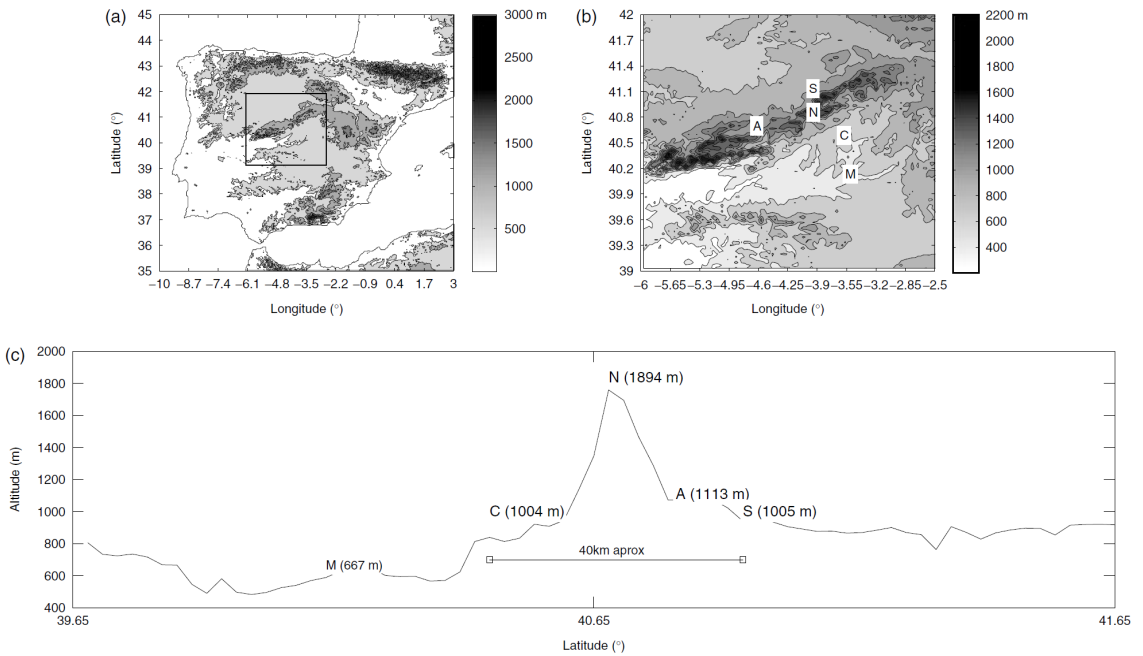 (a)
45
44
43
42
41
40
39
38
37
36
35
Latitude (°)
−10 −8.7 −7.4 −6.1 −4.8 −3.5 −2.2 −0.9 0.4 1.7 3
Longitude (°)
3000 m
2500
2000
1500
1000
500
(b)
42
41.7
41.4
41.1
40.8
40.5
40.2
39.9
39.6
39.3
39
Latitude (°)
S
N
A
C
M
−6 −5.65 −5.3 −4.95 −4.6 −4.25 −3.9 −3.55 −3.2 −2.85 −2.5
Longitude (°)
2200 m
2000
1800
1600
1400
1200
1000
800
600
400
(c)
2000
1800
1600
1400
1200
1000
800
600
400
Altitude (m)
N (1894 m)
A (1113 m)
C (1004 m)
S (1005 m)
40km aprox
M (667 m)
39.65 40.65 41.65
Latitude (°)